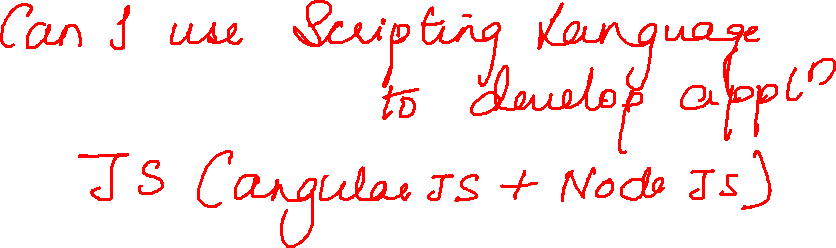 Can I use Scripting Language
to develop appl(n)
JS (angular JS + Node JS)